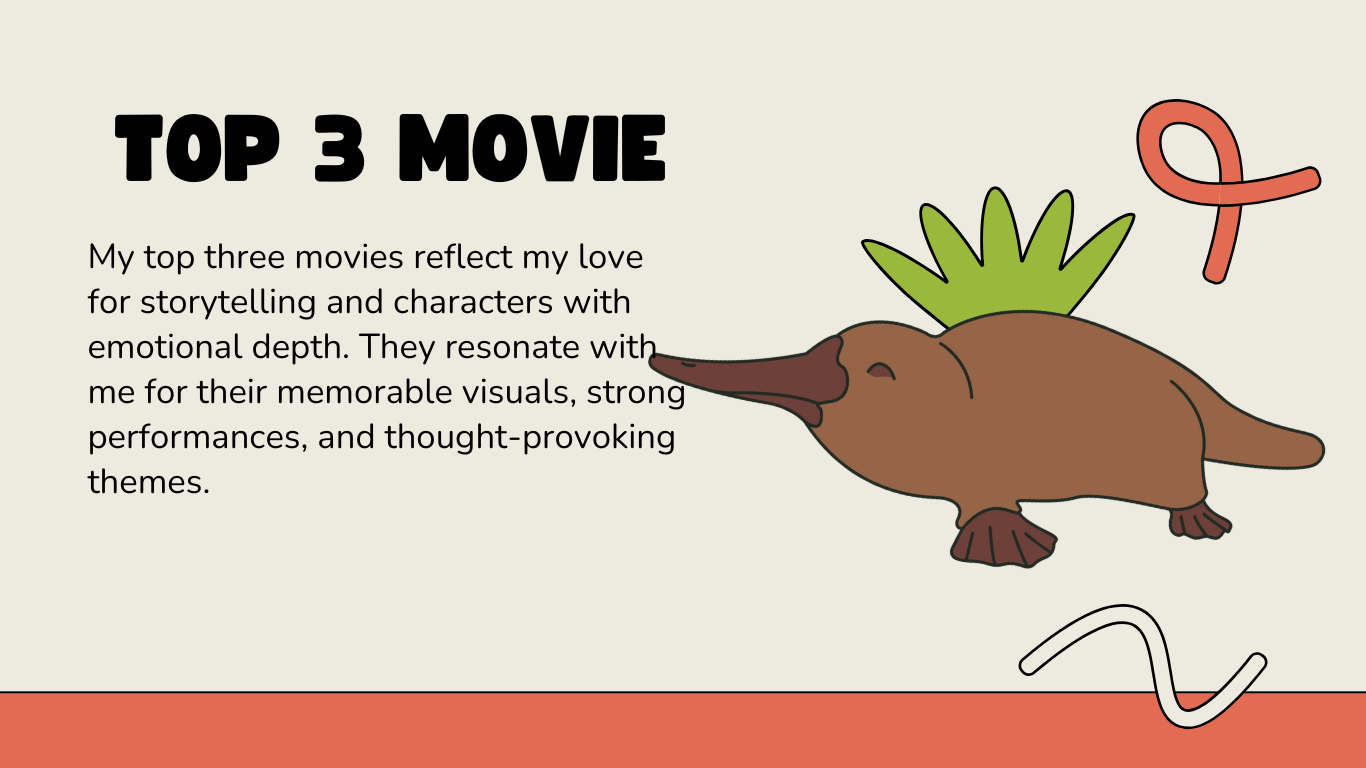 TOP 3 MOVIE
My top three movies reflect my love
for storytelling and characters with
emotional depth. They resonate with
me for their memorable visuals, strong
performances, and thought-provoking
themes.